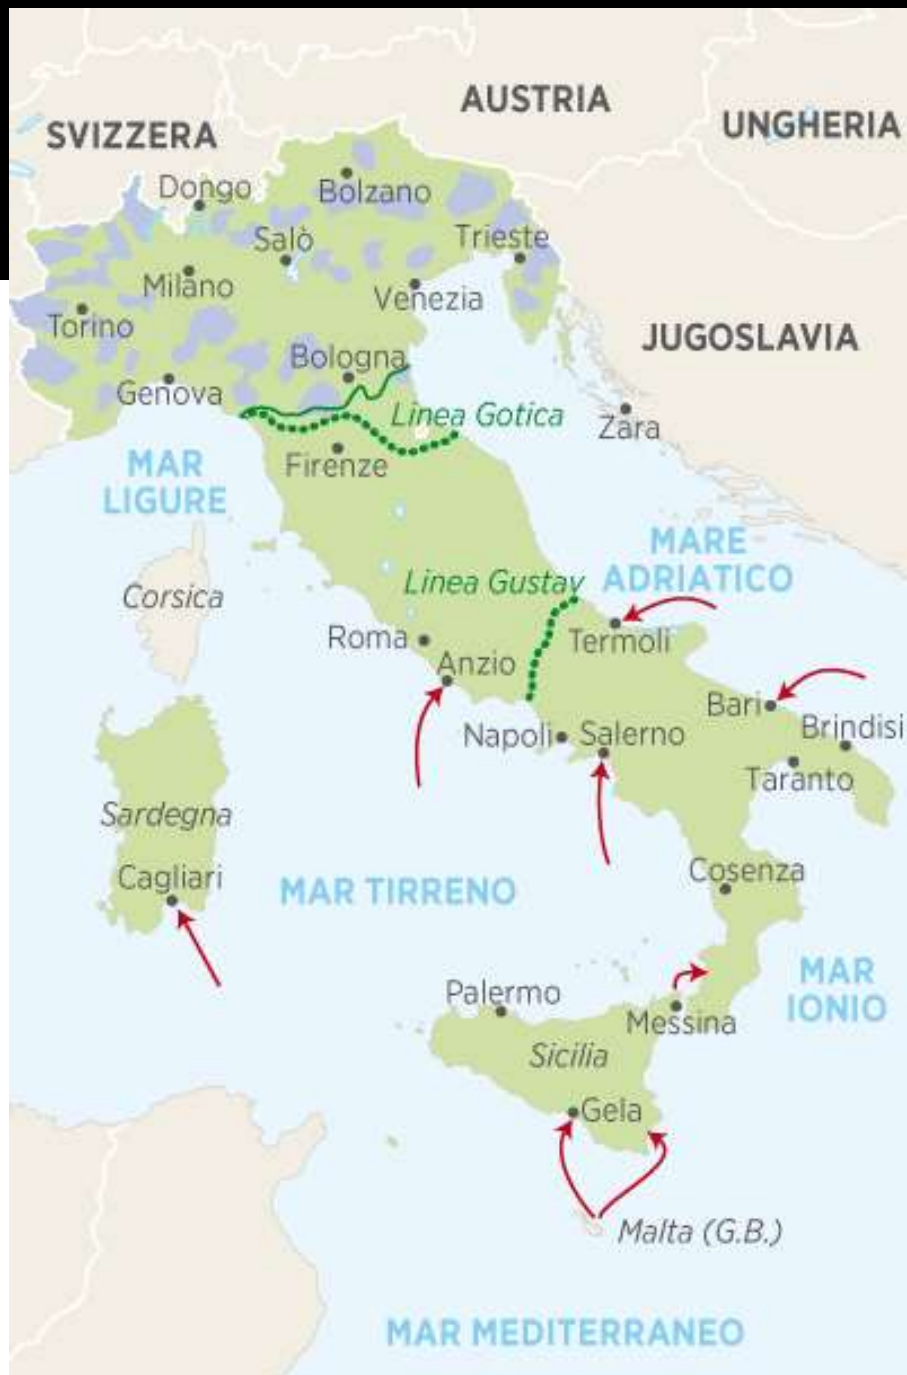 AUSTRIA
UNGHERIA
SVIZZERA
Dongo
Bolzano
Salò
Trieste
Milano
Venezia
Torino
JUGOSLAVIA
Bologna
Genova
Linea Gotica
Zara
Firenze
MAR
LIGURE
MARE
ADRIATICO
Linea Gustav
Corsica
Roma
Termoli
Anzio
Bari
Napoli
Salerno
Brindisi
Taranto
Sardegna
Cosenza
Cagliari
MAR TIRRENO
MAR
IONIO
Palermo
Messina
Sicilia
Gela
Malta (G.B.)
MAR MEDITERRANEO